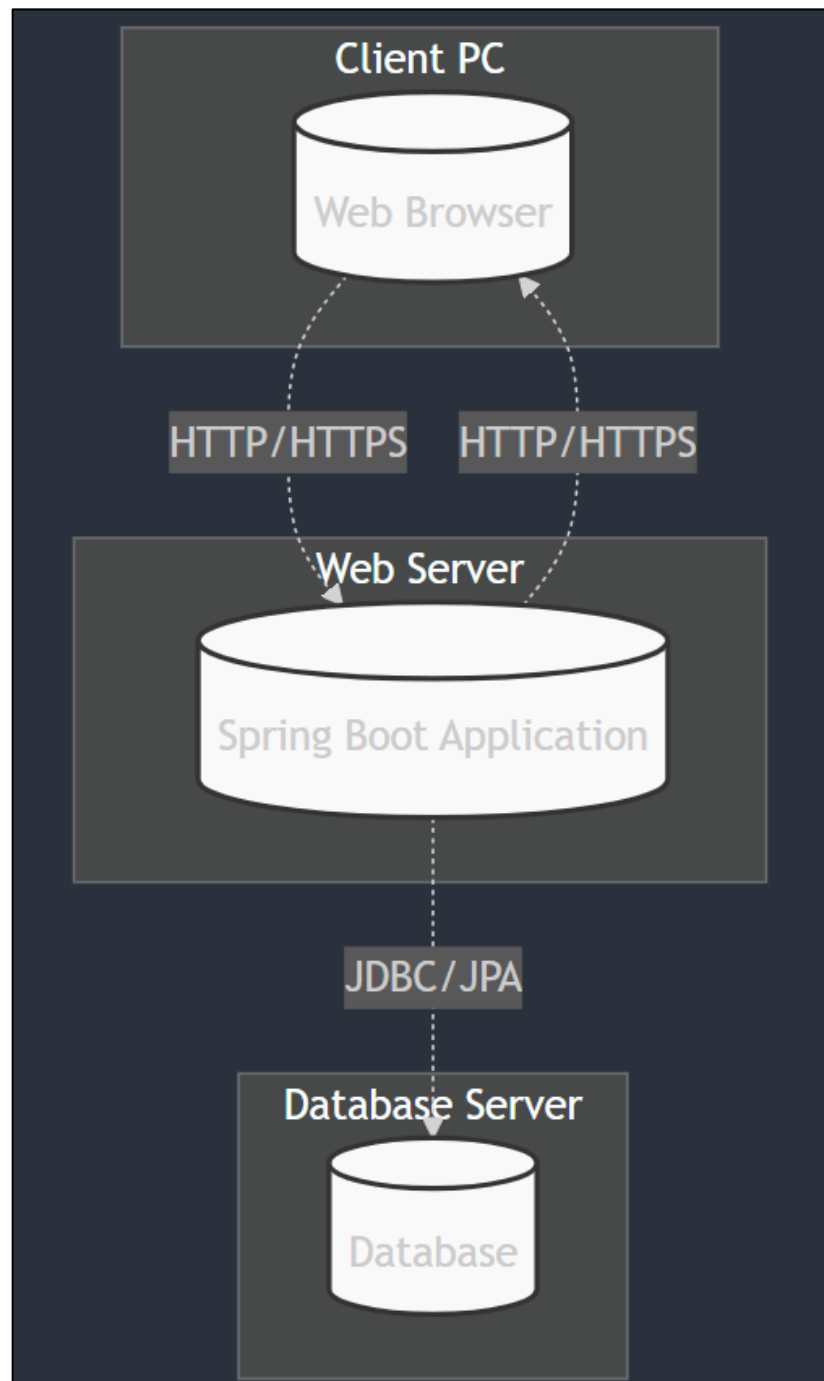 Client PC
Web Browser
HTTP/HTTPS
HTTP/HTTPS
Web Server
Spring Boot Application
JDBC/JPA
Database Server
Database